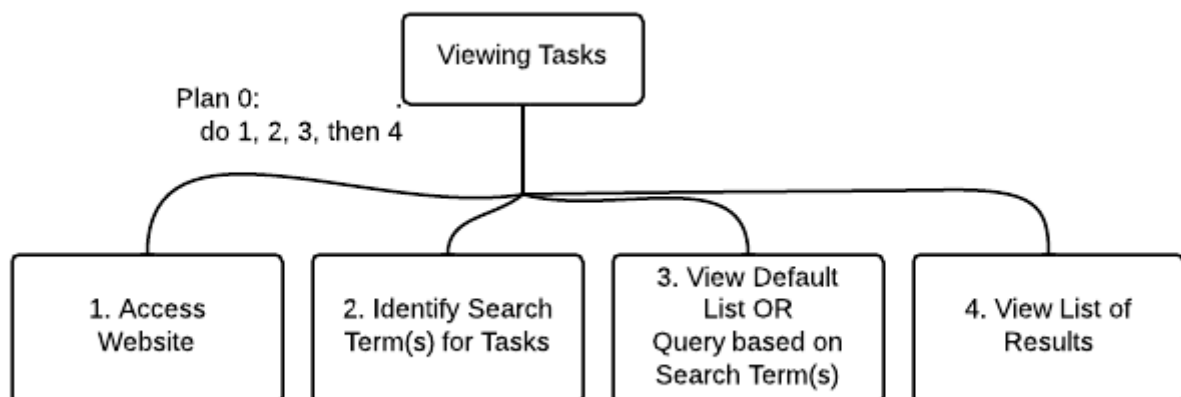 Viewing Tasks
Plan 0:
do 1, 2, 3, then 4
1. Access
Website
2. Identify Search
Term(s) for Tasks
3. View Default
List OR
Query based on
Search Term(s)
4. View List of
Results